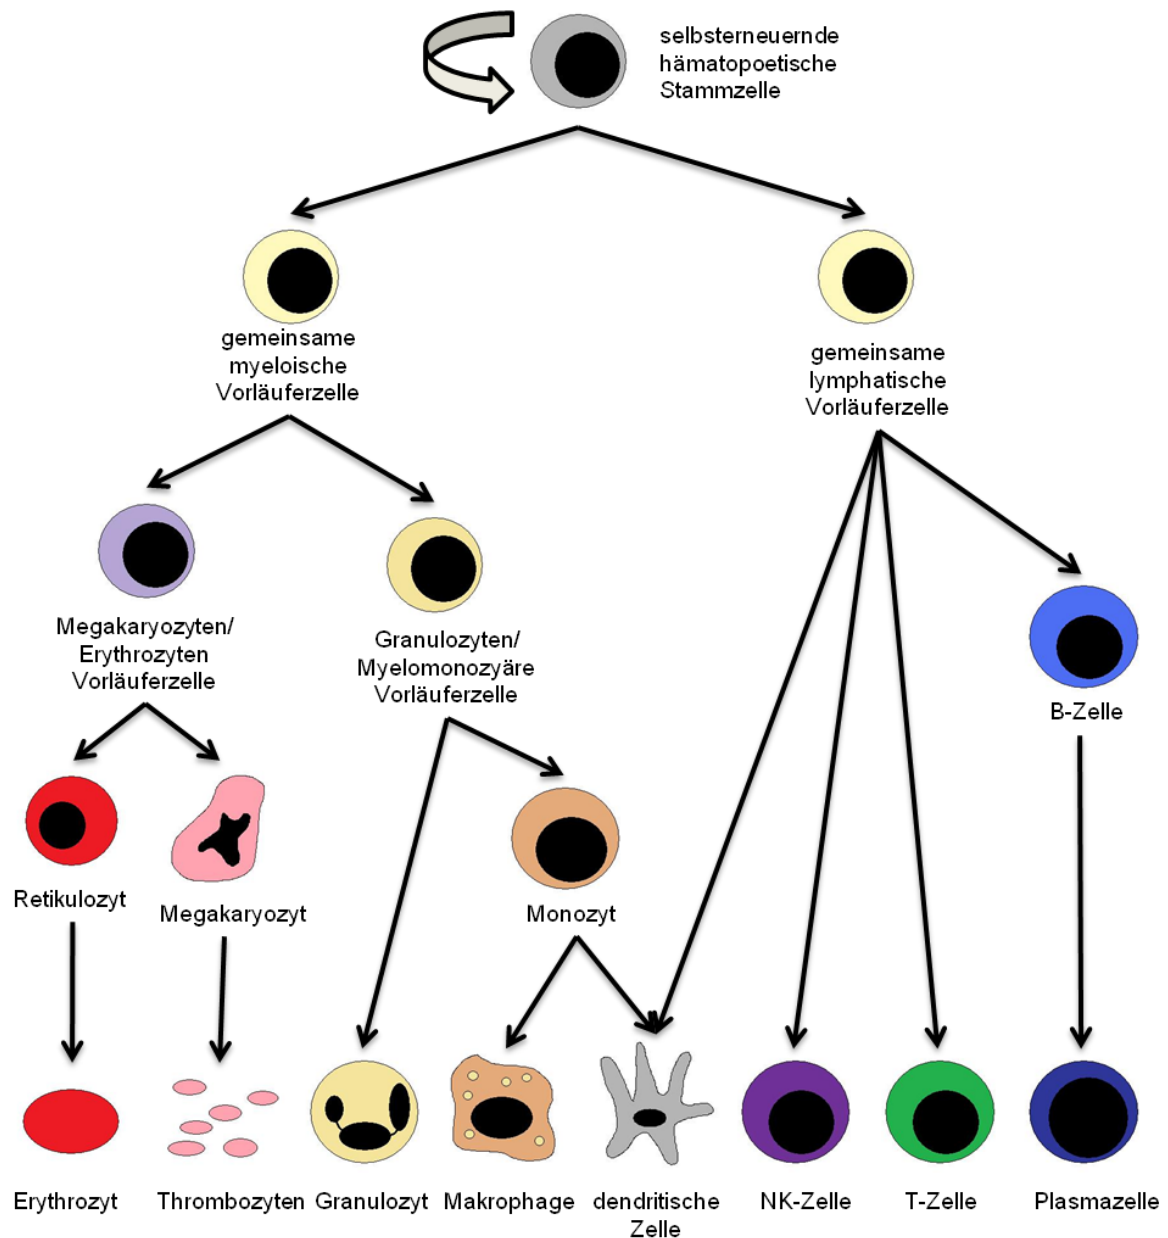 selbsterneuernde
hämatopoetische
Stammzelle
gemeinsame
myeloische
Vorläuferzelle
gemeinsame
lymphatische
Vorläuferzelle
Megakaryozyten/
Erythrozyten
Vorläuferzelle
Granulozyten/
Myelomonozyäre
Vorläuferzelle
B-Zelle
Retikulozyt
Megakaryozyt
Monozyt
Erythrozyt
Thrombozyten
Granulozyt
Makrophage
dendritische
Zelle
NK-Zelle
T-Zelle
Plasmazelle